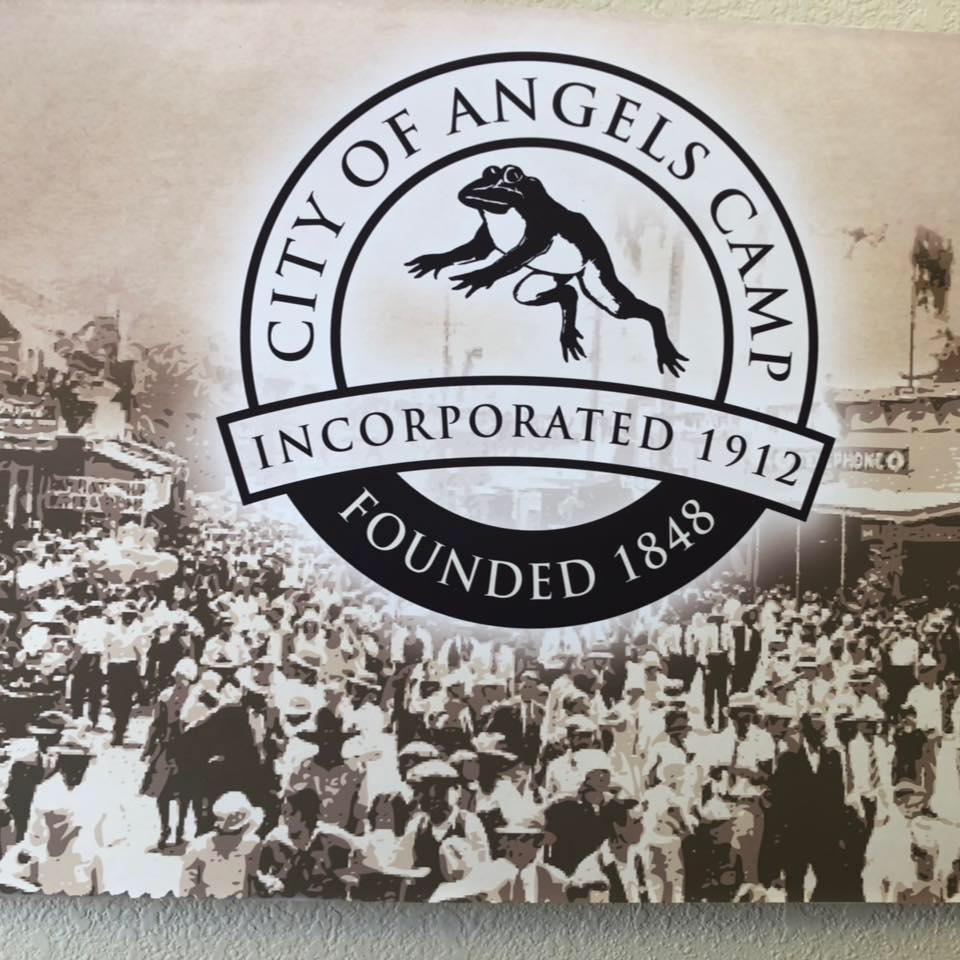 CITY OF ANGELS CAMP
INCORPORATED 1912
FOUNDED 1848